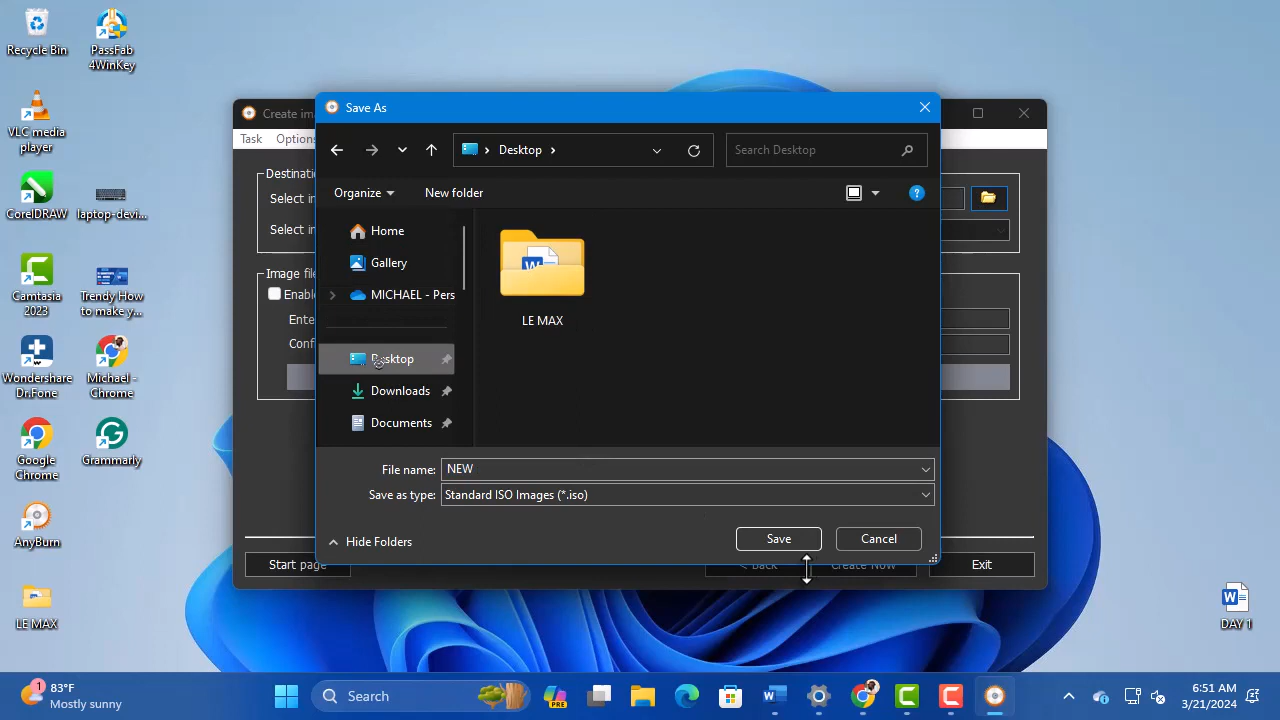 Recycle Bin
PassFab
4WinKey
VLC media
player
CorelDRAW
laptop-devi...
Camtasia
2023
Trendy How
to make y...
Wondershare
Dr.Fone
Michael -
Chrome
Google
Chrome
Grammarly
AnyBurn
LE MAX
DAY 1
Create im
Task
Option
Destinatio
Select in
Select in
Image file
Enable
Ente
Conf
Start page
< Back
Create Now
Exit
Save As
Desktop
Search Desktop
Organize
New folder
Home
Gallery
MICHAEL - Pers
Desktop
Downloads
Documents
LE MAX
File name:
NEW
Save as type:
Standard ISO Images (*.iso)
Hide Folders
Save
Cancel
1
83°F
Mostly sunny
Search
PRE
6:51 AM
3/21/2024